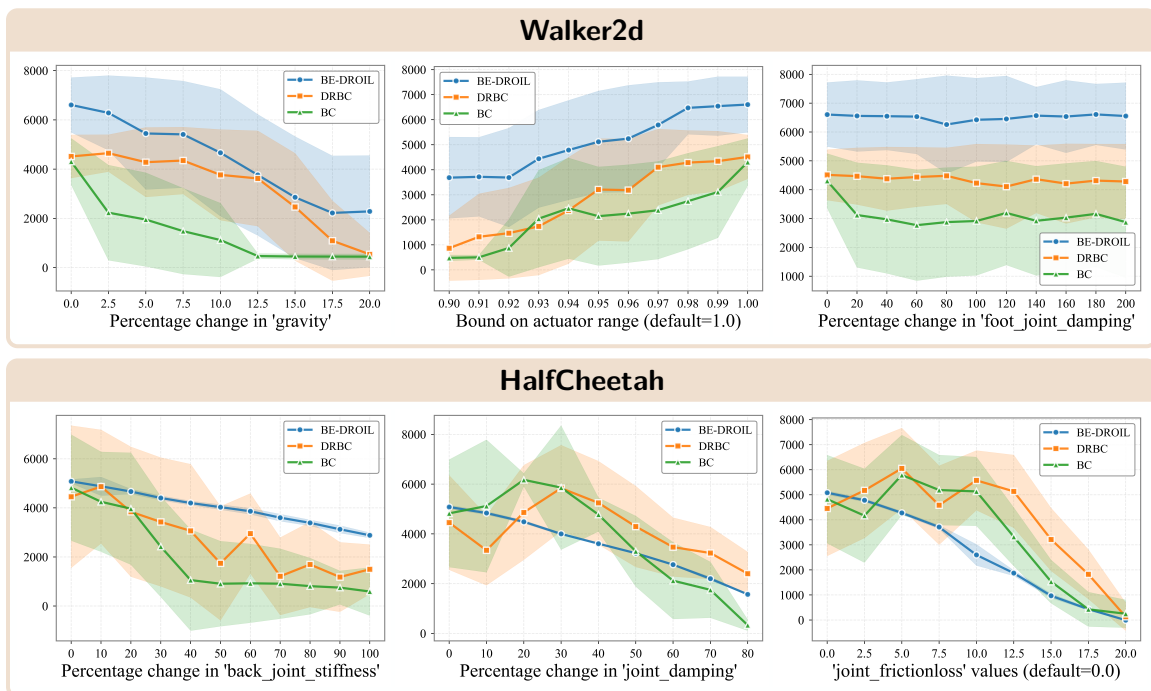 Walker2d
8000
6000
4000
2000
0
BE-DROIL
DRBC
BC
0.0 2.5 5.0 7.5 10.0 12.5 15.0 17.5 20.0
Percentage change in 'gravity'
8000
7000
6000
5000
4000
3000
2000
1000
0
BE-DROIL
DRBC
BC
0.90 0.91 0.92 0.93 0.94 0.95 0.96 0.97 0.98 0.99 1.00
Bound on actuator range (default=1.0)
8000
7000
6000
5000
4000
3000
2000
1000
BE-DROIL
DRBC
BC
0 20 40 60 80 100 120 140 160 180 200
Percentage change in 'foot_joint_damping'
HalfCheetah
6000
4000
2000
0
BE-DROIL
DRBC
BC
0 10 20 30 40 50 60 70 80 90 100
Percentage change in 'back_joint_stiffness'
8000
6000
4000
2000
0
BE-DROIL
DRBC
BC
0 10 20 30 40 50 60 70 80
Percentage change in 'joint_damping'
8000
7000
6000
5000
4000
3000
2000
1000
0
BE-DROIL
DRBC
BC
0.0 2.5 5.0 7.5 10.0 12.5 15.0 17.5 20.0
'joint_frictionloss' values (default=0.0)